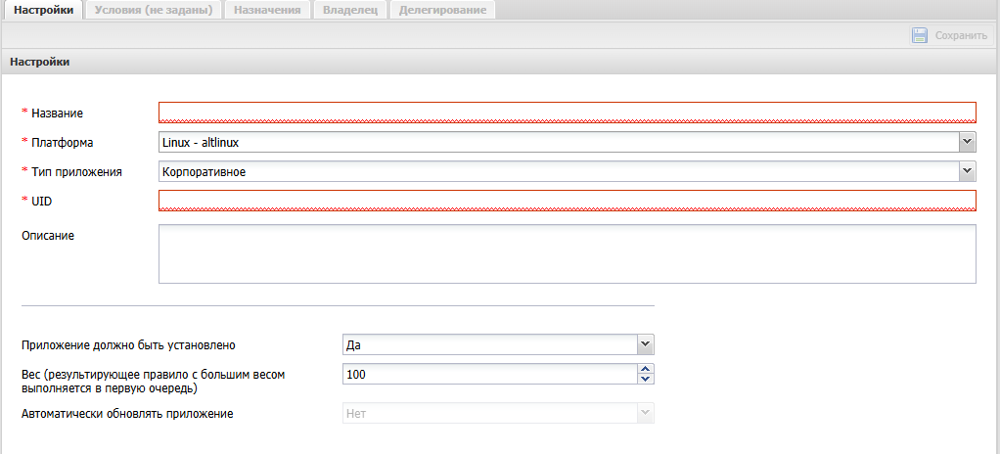 Настройки Условия (не заданы) Назначения Владелец Делегирование
Сохранить
Настройки
* Название
* Платформа Linux - altlinux
* Тип приложения Корпоративное
* UID
Описание
Приложение должно быть установлено Да
Вес (результирующее правило с большим весом
выполняется в первую очередь) 100
Автоматически обновлять приложение Нет